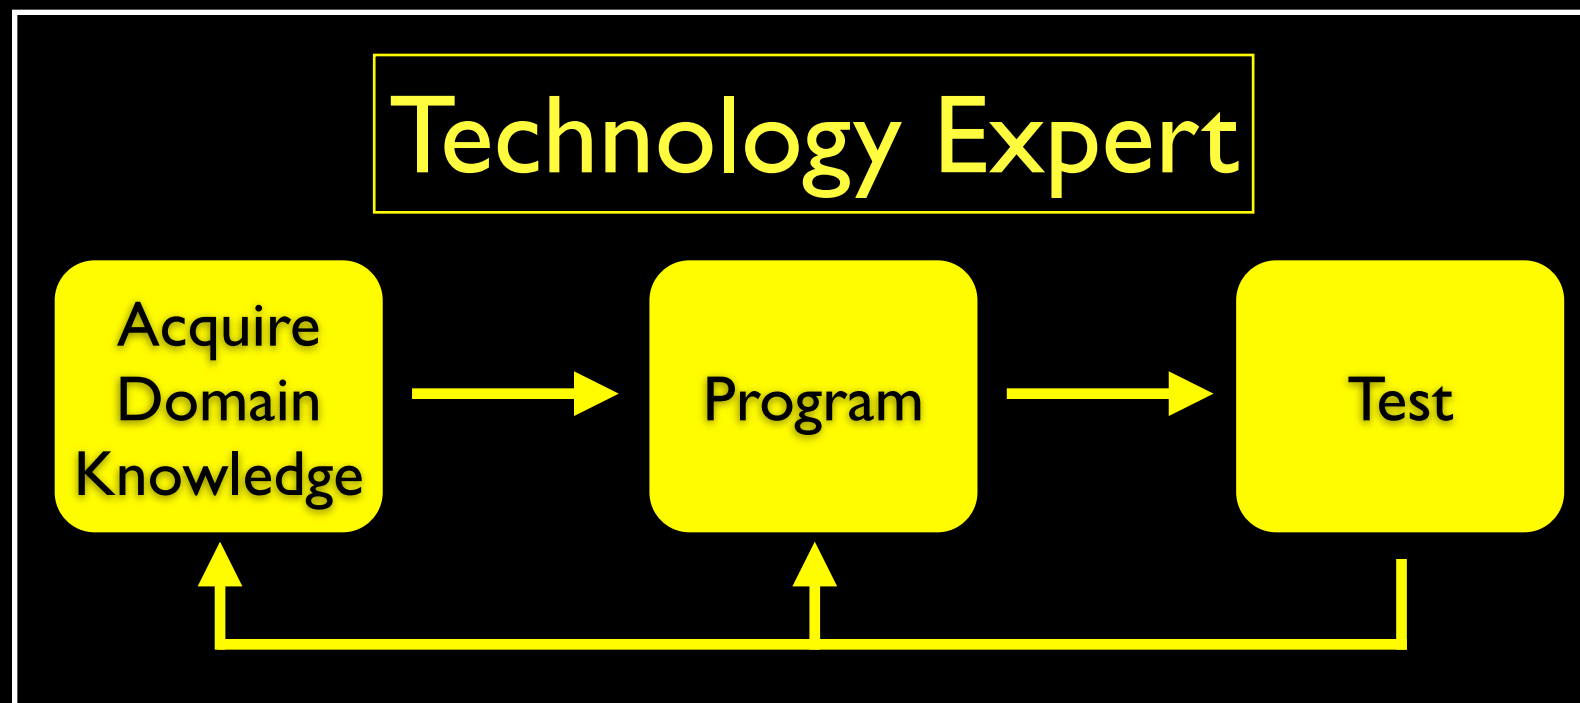 Technology Expert
Acquire
Domain
Knowledge
Program
Test